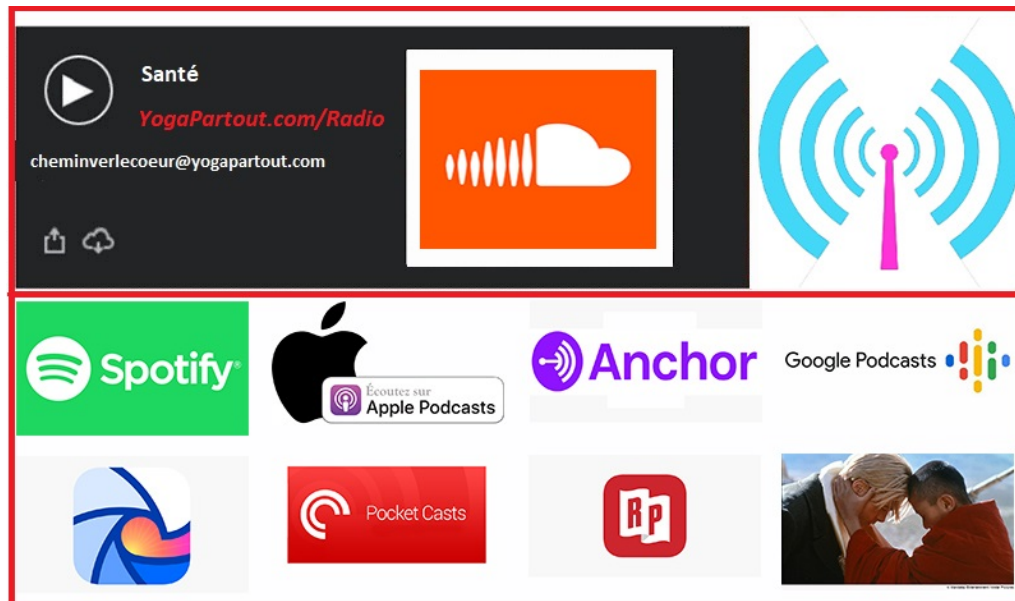 Santé
YogaPartout.com/Radio
cheminverlecoeur@yogapartout.com
Spotify®
Écoutez sur
Apple Podcasts
Anchor
Google Podcasts
Pocket Casts
RP